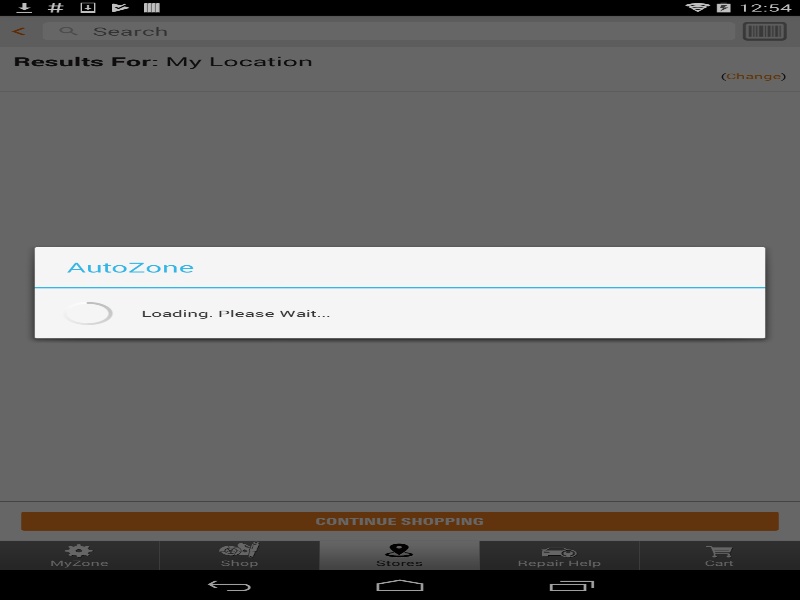 12:54
Search
Results For: My Location
(Change)
AutoZone
Loading. Please Wait...
CONTINUE SHOPPING
MyZone Shop Stores Repair Help Cart